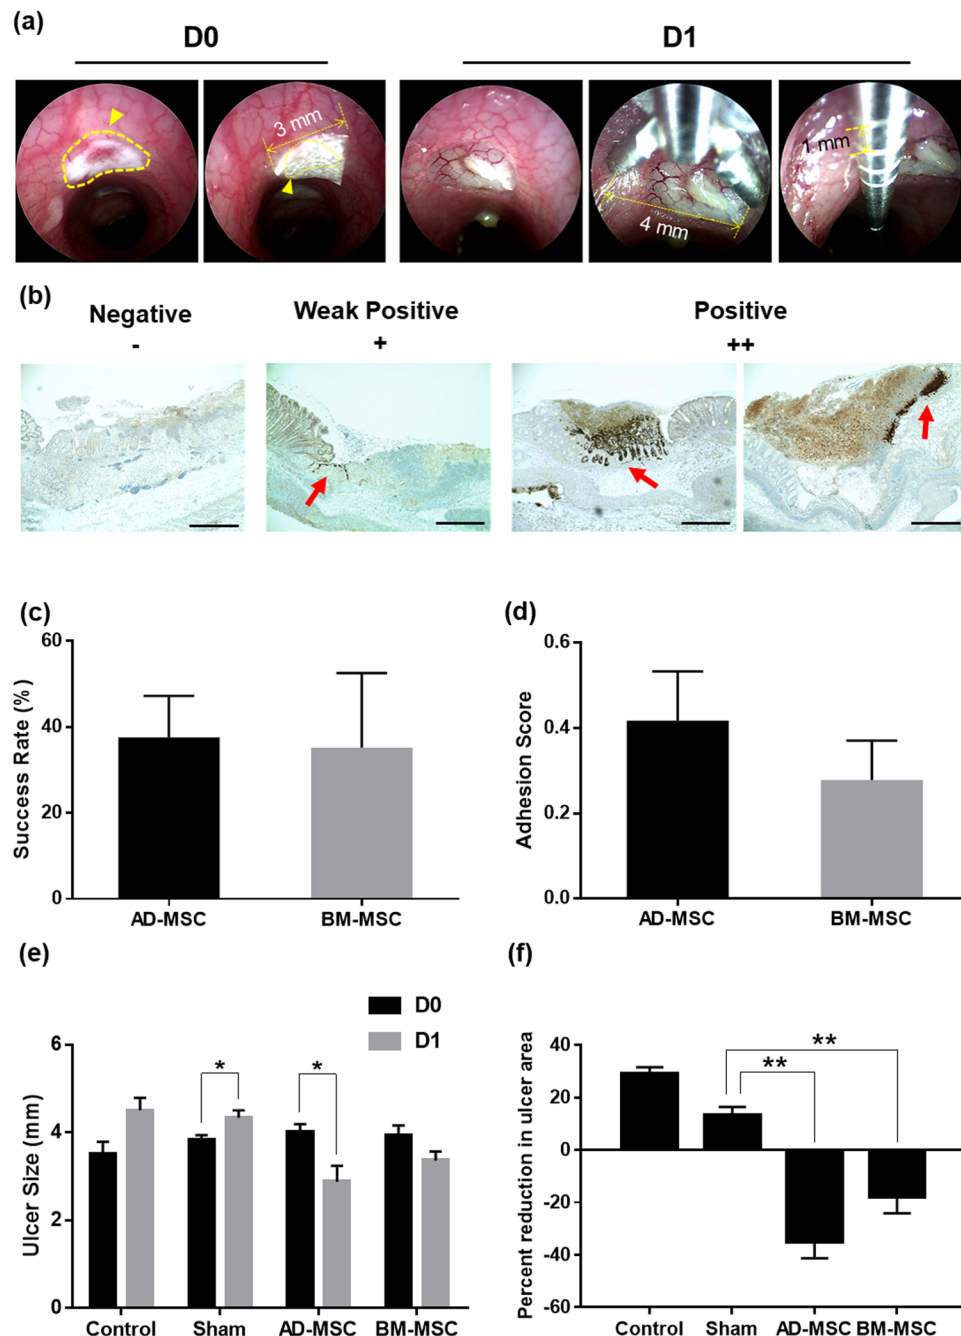 (a)
D0
D1
3 mm
4 mm
1 mm
(b)
Negative
-
Weak Positive
+
Positive
++
(c)
Success Rate (%)
60
40
20
0
AD-MSC
BM-MSC
(d)
Adhesion Score
0.6
0.4
0.2
0.0
AD-MSC
BM-MSC
(e)
D0
D1
Ulcer Size (mm)
6
4
2
0
*
*
Control
Sham
AD-MSC
BM-MSC
(f)
Percent reduction in ulcer area
40
20
0
-20
-40
-60
**
**
Control
Sham
AD-MSC
BM-MSC